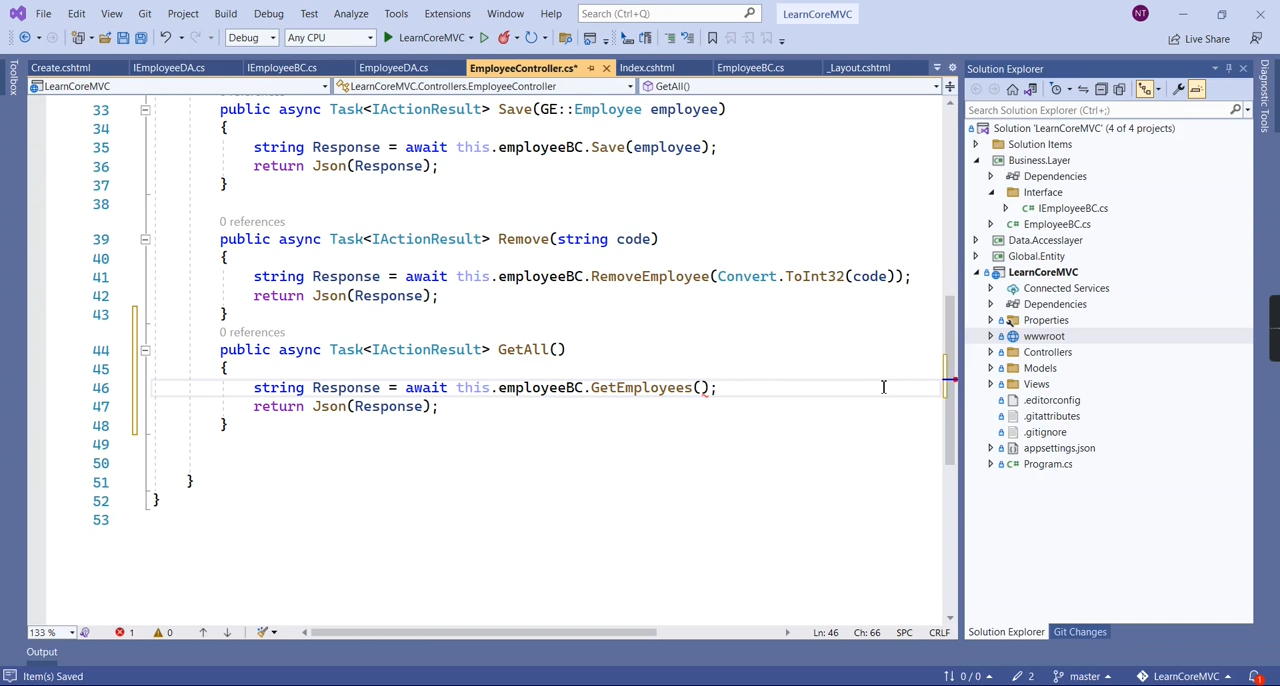 File Edit View Git Project Build Debug Test Analyze Tools Extensions Window Help Search (Ctrl+Q) LearnCoreMVC NT
Debug Any CPU LearnCoreMVC Live Share
Toolbox
Create.cshtml IEmployeeDA.cs IEmployeeBC.cs EmployeeDA.cs EmployeeController.cs* Index.cshtml EmployeeBC.cs _Layout.cshtml
LearnCoreMVC LearnCoreMVC.Controllers.EmployeeController GetAll()
33 public async Task<IActionResult> Save(GE::Employee employee)
34 {
35 string Response = await this.employeeBC.Save(employee);
36 return Json(Response);
37 }
38
0 references
39 public async Task<IActionResult> Remove(string code)
40 {
41 string Response = await this.employeeBC.RemoveEmployee(Convert.ToInt32(code));
42 return Json(Response);
43 }
0 references
44 public async Task<IActionResult> GetAll()
45 {
46 string Response = await this.employeeBC.GetEmployees();
47 return Json(Response);
48 }
49
50
51 }
52 }
53
133 % 1 0 Ln: 46 Ch: 66 SPC CRLF
Solution Explorer
Search Solution Explorer (Ctrl+;)
Solution 'LearnCoreMVC' (4 of 4 projects)
Solution Items
Business.Layer
Dependencies
Interface
C# IEmployeeBC.cs
C# EmployeeBC.cs
Data.Accesslayer
Global.Entity
LearnCoreMVC
Connected Services
Dependencies
Properties
wwwroot
Controllers
Models
Views
.editorconfig
.gitattributes
.gitignore
appsettings.json
C# Program.cs
Solution Explorer Git Changes
Diagnostic Tools
Output
Item(s) Saved 0 / 0 2 master LearnCoreMVC 1